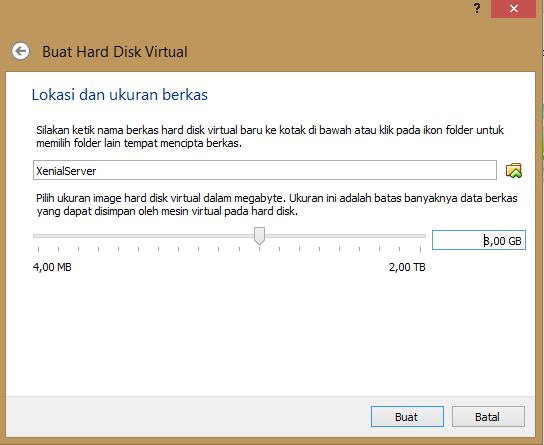 ?
Buat Hard Disk Virtual
Lokasi dan ukuran berkas
Silakan ketik nama berkas hard disk virtual baru ke kotak di bawah atau klik pada ikon folder untuk
memilih folder lain tempat mencipta berkas.
XenialServer
Pilih ukuran image hard disk virtual dalam megabyte. Ukuran ini adalah batas banyaknya data berkas
yang dapat disimpan oleh mesin virtual pada hard disk.
8,00 GB
4,00 MB 2,00 TB
Buat Batal